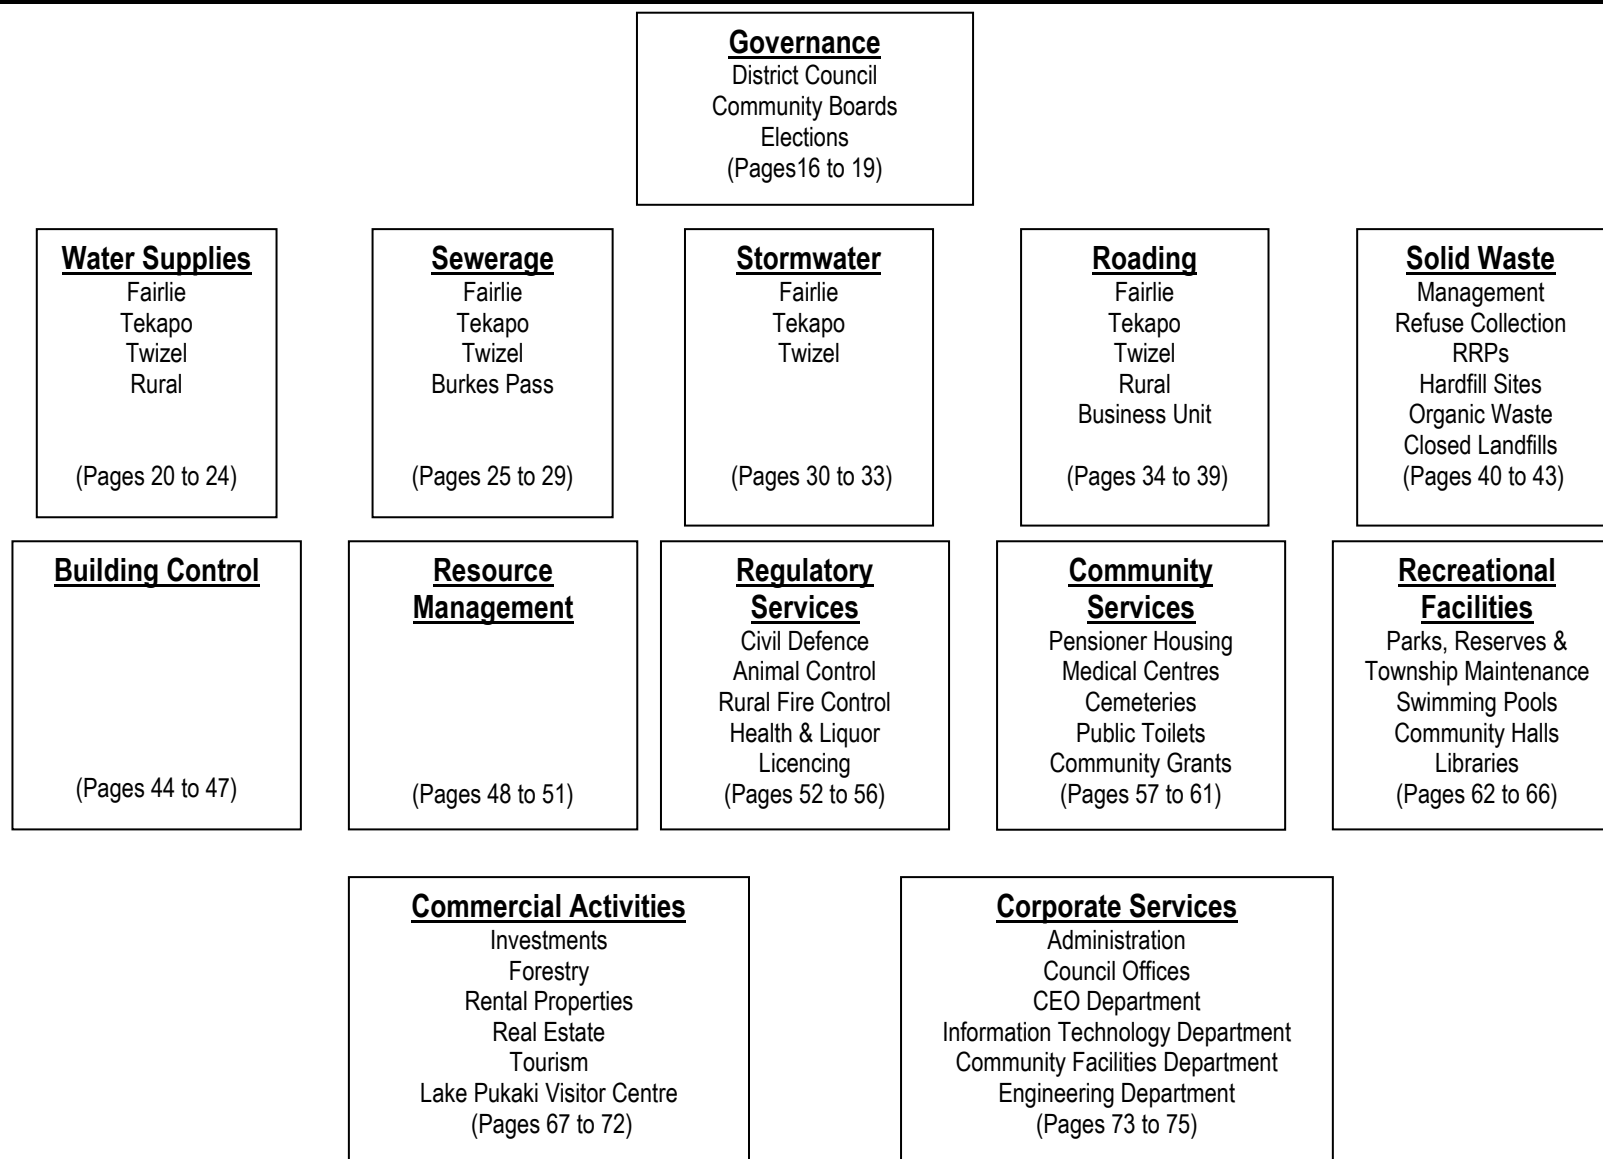 Governance
District Council
Community Boards
Elections
(Pages16 to 19)
Water Supplies
Fairlie
Tekapo
Twizel
Rural
(Pages 20 to 24)
Sewerage
Fairlie
Tekapo
Twizel
Burkes Pass
(Pages 25 to 29)
Stormwater
Fairlie
Tekapo
Twizel
(Pages 30 to 33)
Roading
Fairlie
Tekapo
Twizel
Rural
Business Unit
(Pages 34 to 39)
Solid Waste
Management
Refuse Collection
RRPs
Hardfill Sites
Organic Waste
Closed Landfills
(Pages 40 to 43)
Building Control
(Pages 44 to 47)
Resource
Management
(Pages 48 to 51)
Regulatory
Services
Civil Defence
Animal Control
Rural Fire Control
Health & Liquor
Licencing
(Pages 52 to 56)
Community
Services
Pensioner Housing
Medical Centres
Cemeteries
Public Toilets
Community Grants
(Pages 57 to 61)
Recreational
Facilities
Parks, Reserves &
Township Maintenance
Swimming Pools
Community Halls
Libraries
(Pages 62 to 66)
Commercial Activities
Investments
Forestry
Rental Properties
Real Estate
Tourism
Lake Pukaki Visitor Centre
(Pages 67 to 72)
Corporate Services
Administration
Council Offices
CEO Department
Information Technology Department
Community Facilities Department
Engineering Department
(Pages 73 to 75)